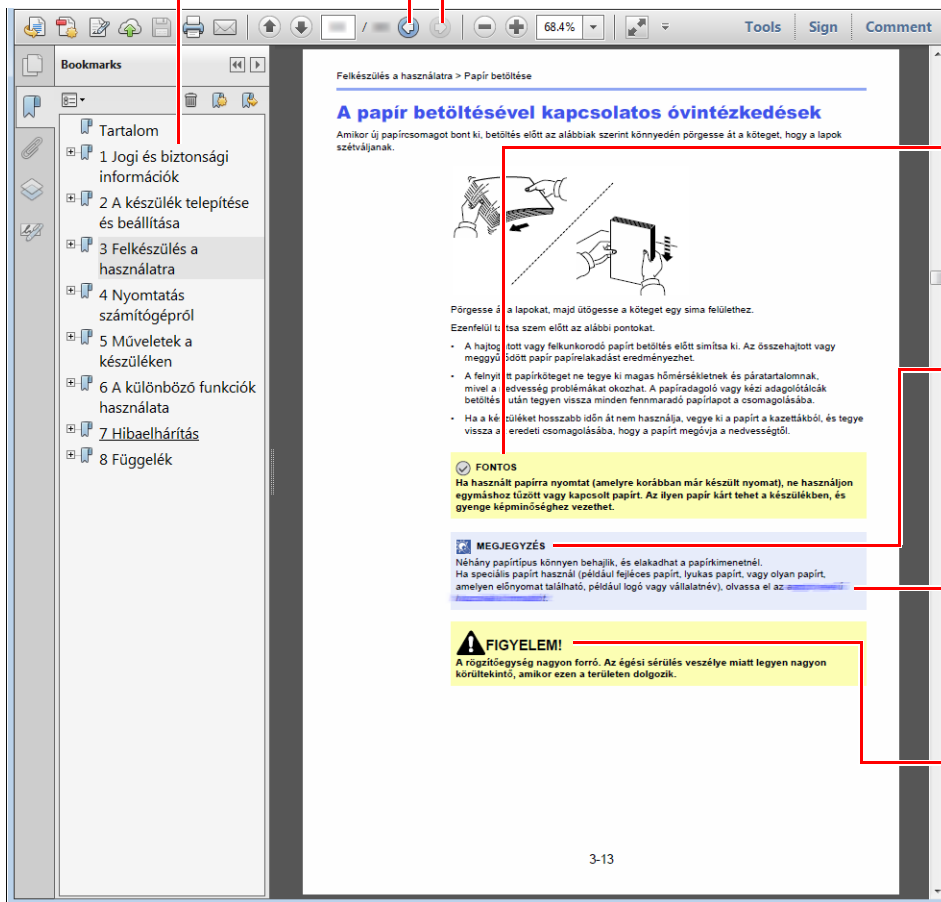 /
68.4%
Tools
Sign
Comment
Bookmarks
Tartalom
1 Jogi és biztonsági
információk
2 A készülék telepítése
és beállítása
3 Felkészülés a
használatra
4 Nyomtatás
számítógépről
5 Műveletek a
készüléken
6 A különböző funkciók
használata
7 Hibaelhárítás
8 Függelék
Felkészülés a használatra > Papír betöltése
A papír betöltésével kapcsolatos óvintézkedések
Amikor új papírcsomagot bont ki, betöltés előtt az alábbiak szerint könnyedén pörgesse át a köteget, hogy a lapok
szétváljanak.
Pörgesse át a lapokat, majd ütögesse a köteget egy sima felülethez.
Ezenfelül tartsa szem előtt az alábbi pontokat.
• A hajtogatott vagy felkunkorodó papírt betöltés előtt simítsa ki. Az összehajtott vagy
meggyűrődött papír papírelakadást eredményezhet.
• A felnyitott papírköteget ne tegye ki magas hőmérsékletnek és páratartalomnak,
mivel a nedvesség problémákat okozhat. A papíradagoló vagy kézi adagolótálcák
betöltése után tegyen vissza minden fennmaradó papírlapot a csomagolásába.
• Ha a készüléket hosszabb időn át nem használja, vegye ki a papírt a kazettákból, és tegye
vissza az eredeti csomagolásába, hogy a papírt megóvja a nedvességtől.
FONTOS
Ha használt papírra nyomtat (amelyre korábban már készült nyomat), ne használjon
egymáshoz tűzött vagy kapcsolt papírt. Az ilyen papír kárt tehet a készülékben, és
gyenge képminőséghez vezethet.
MEGJEGYZÉS
Néhány papírtípus könnyen behajlik, és elakadhat a papírkimenetnél.
Ha speciális papírt használ (például fejléces papírt, lyukas papírt, vagy olyan papírt,
amelyen előnyomat található, például logó vagy vállalatnév), olvassa el az
FIGYELEM!
A rögzítőegység nagyon forró. Az égési sérülés veszélye miatt legyen nagyon
körültekintő, amikor ezen a területen dolgozik.
3-13